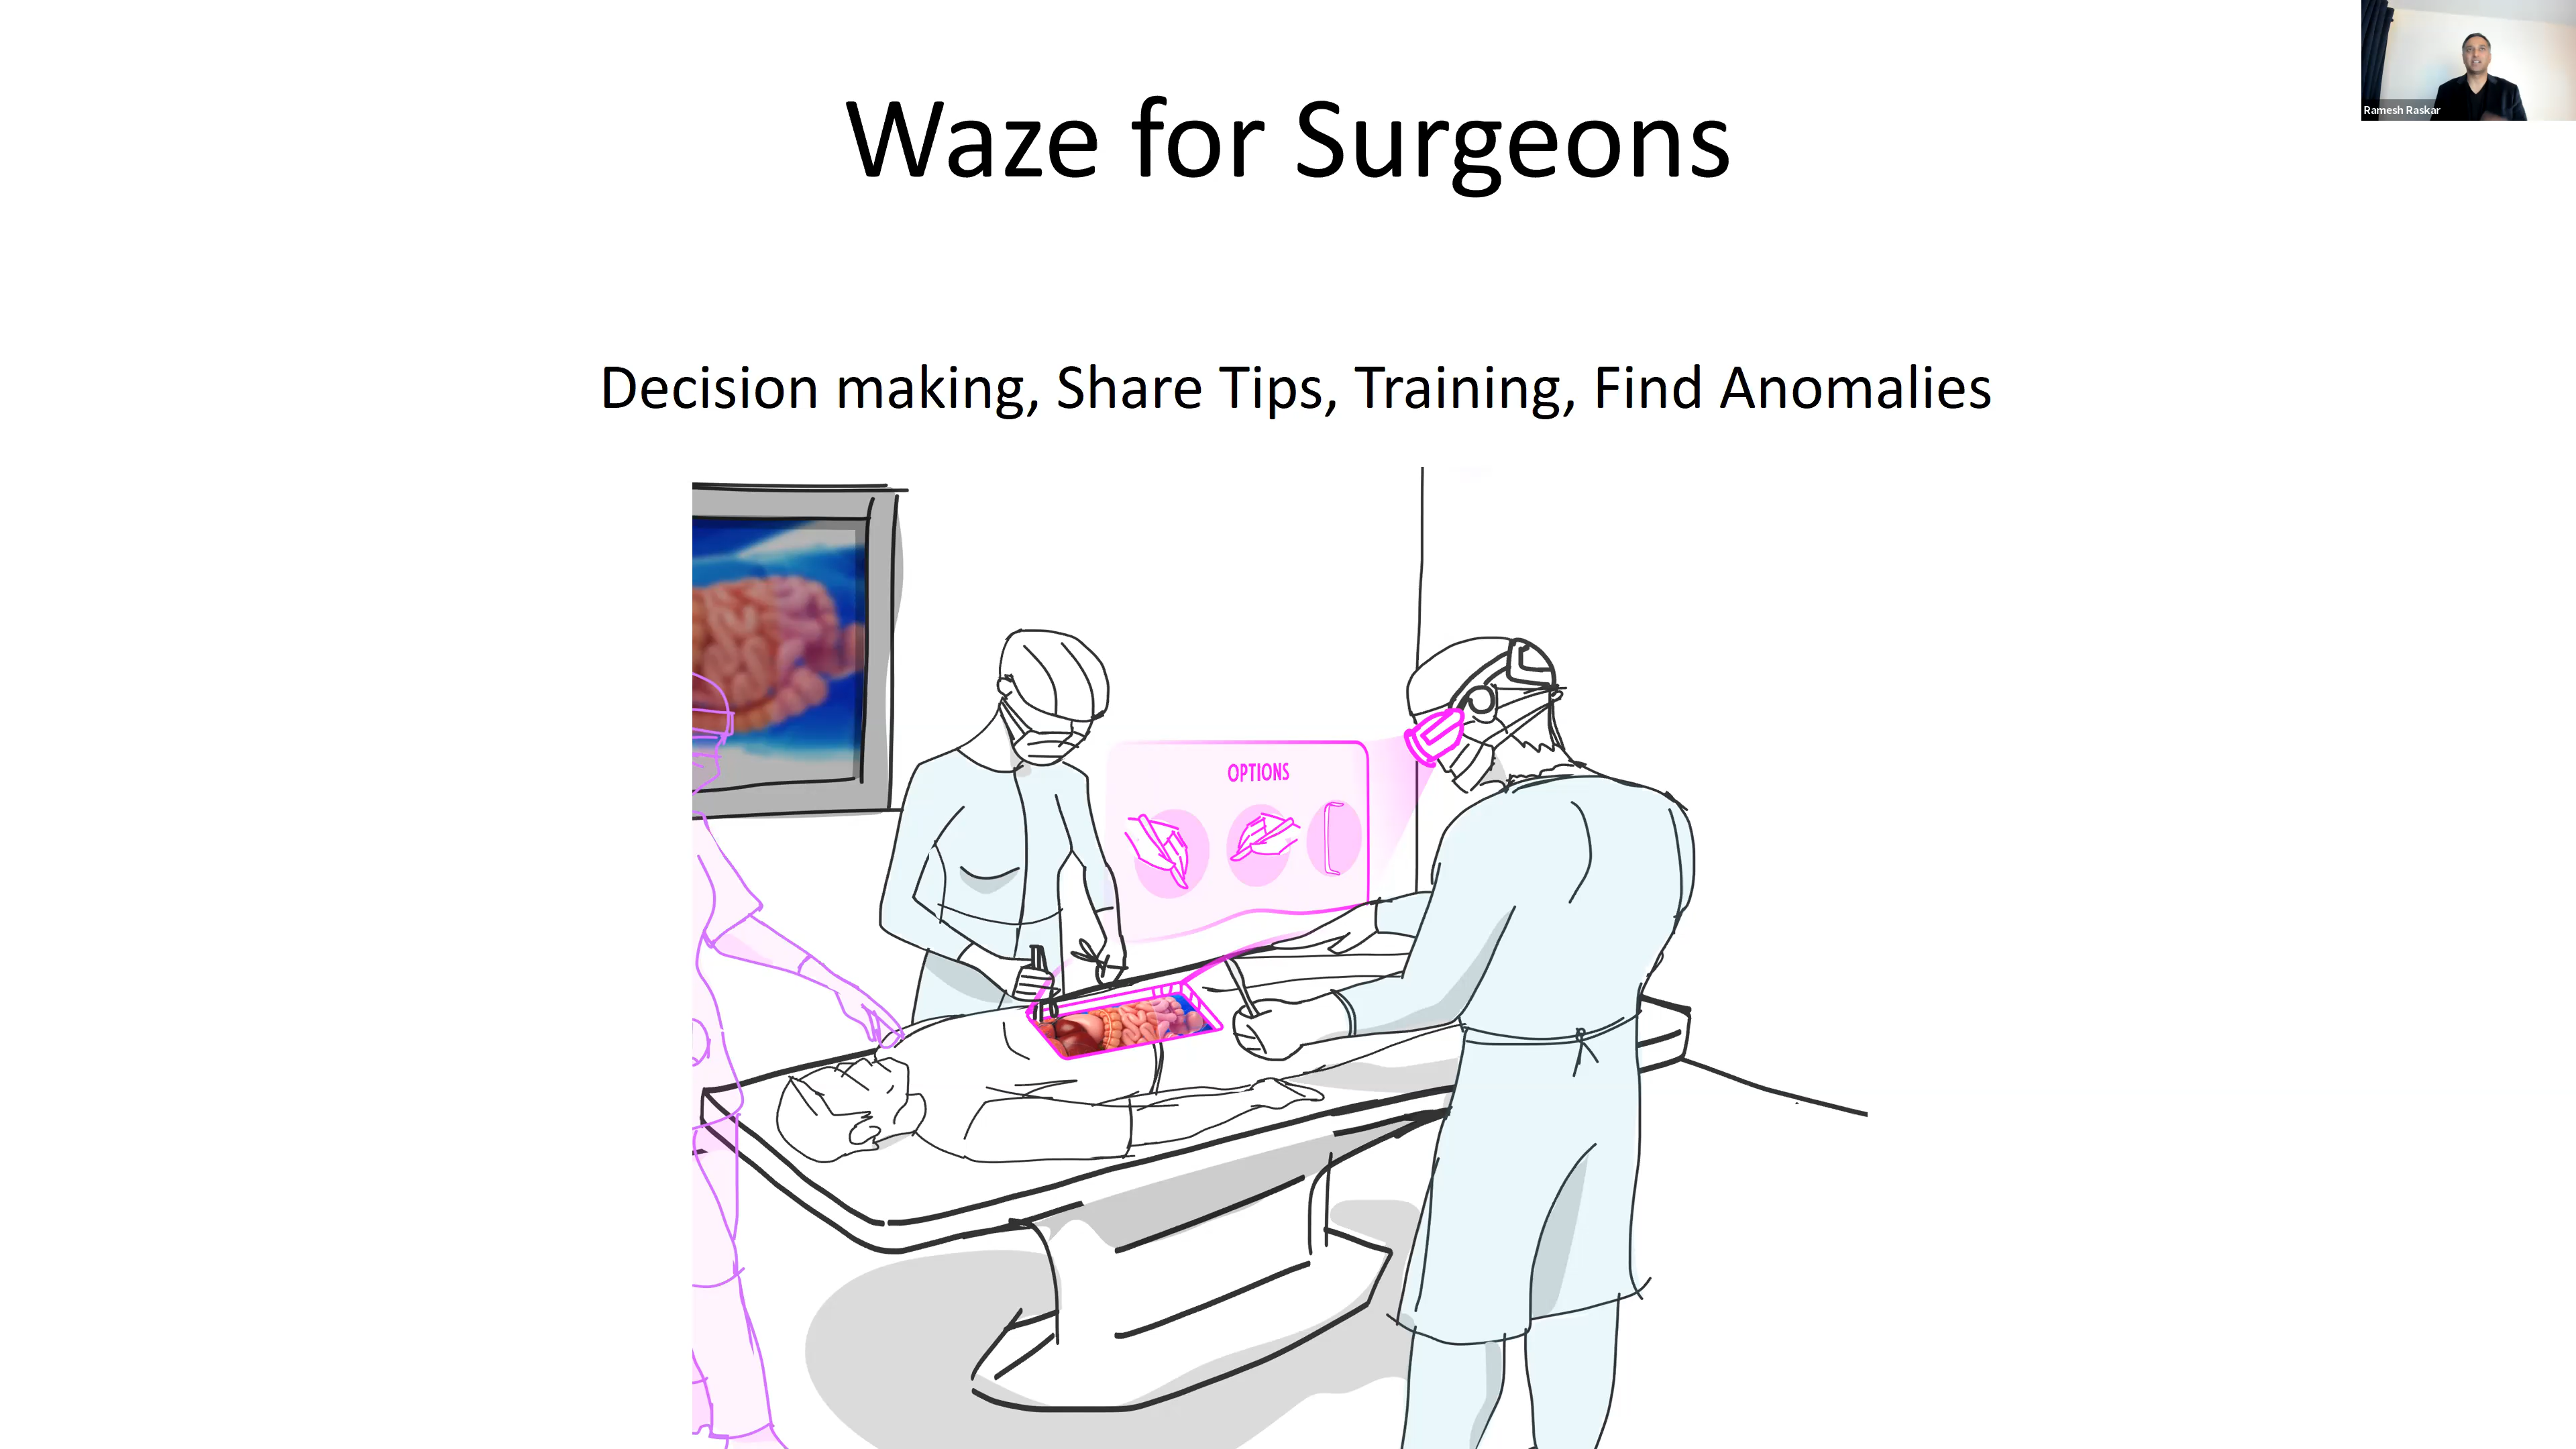 Waze for Surgeons
Ramesh Raskar
Decision making, Share Tips, Training, Find Anomalies
OPTIONS